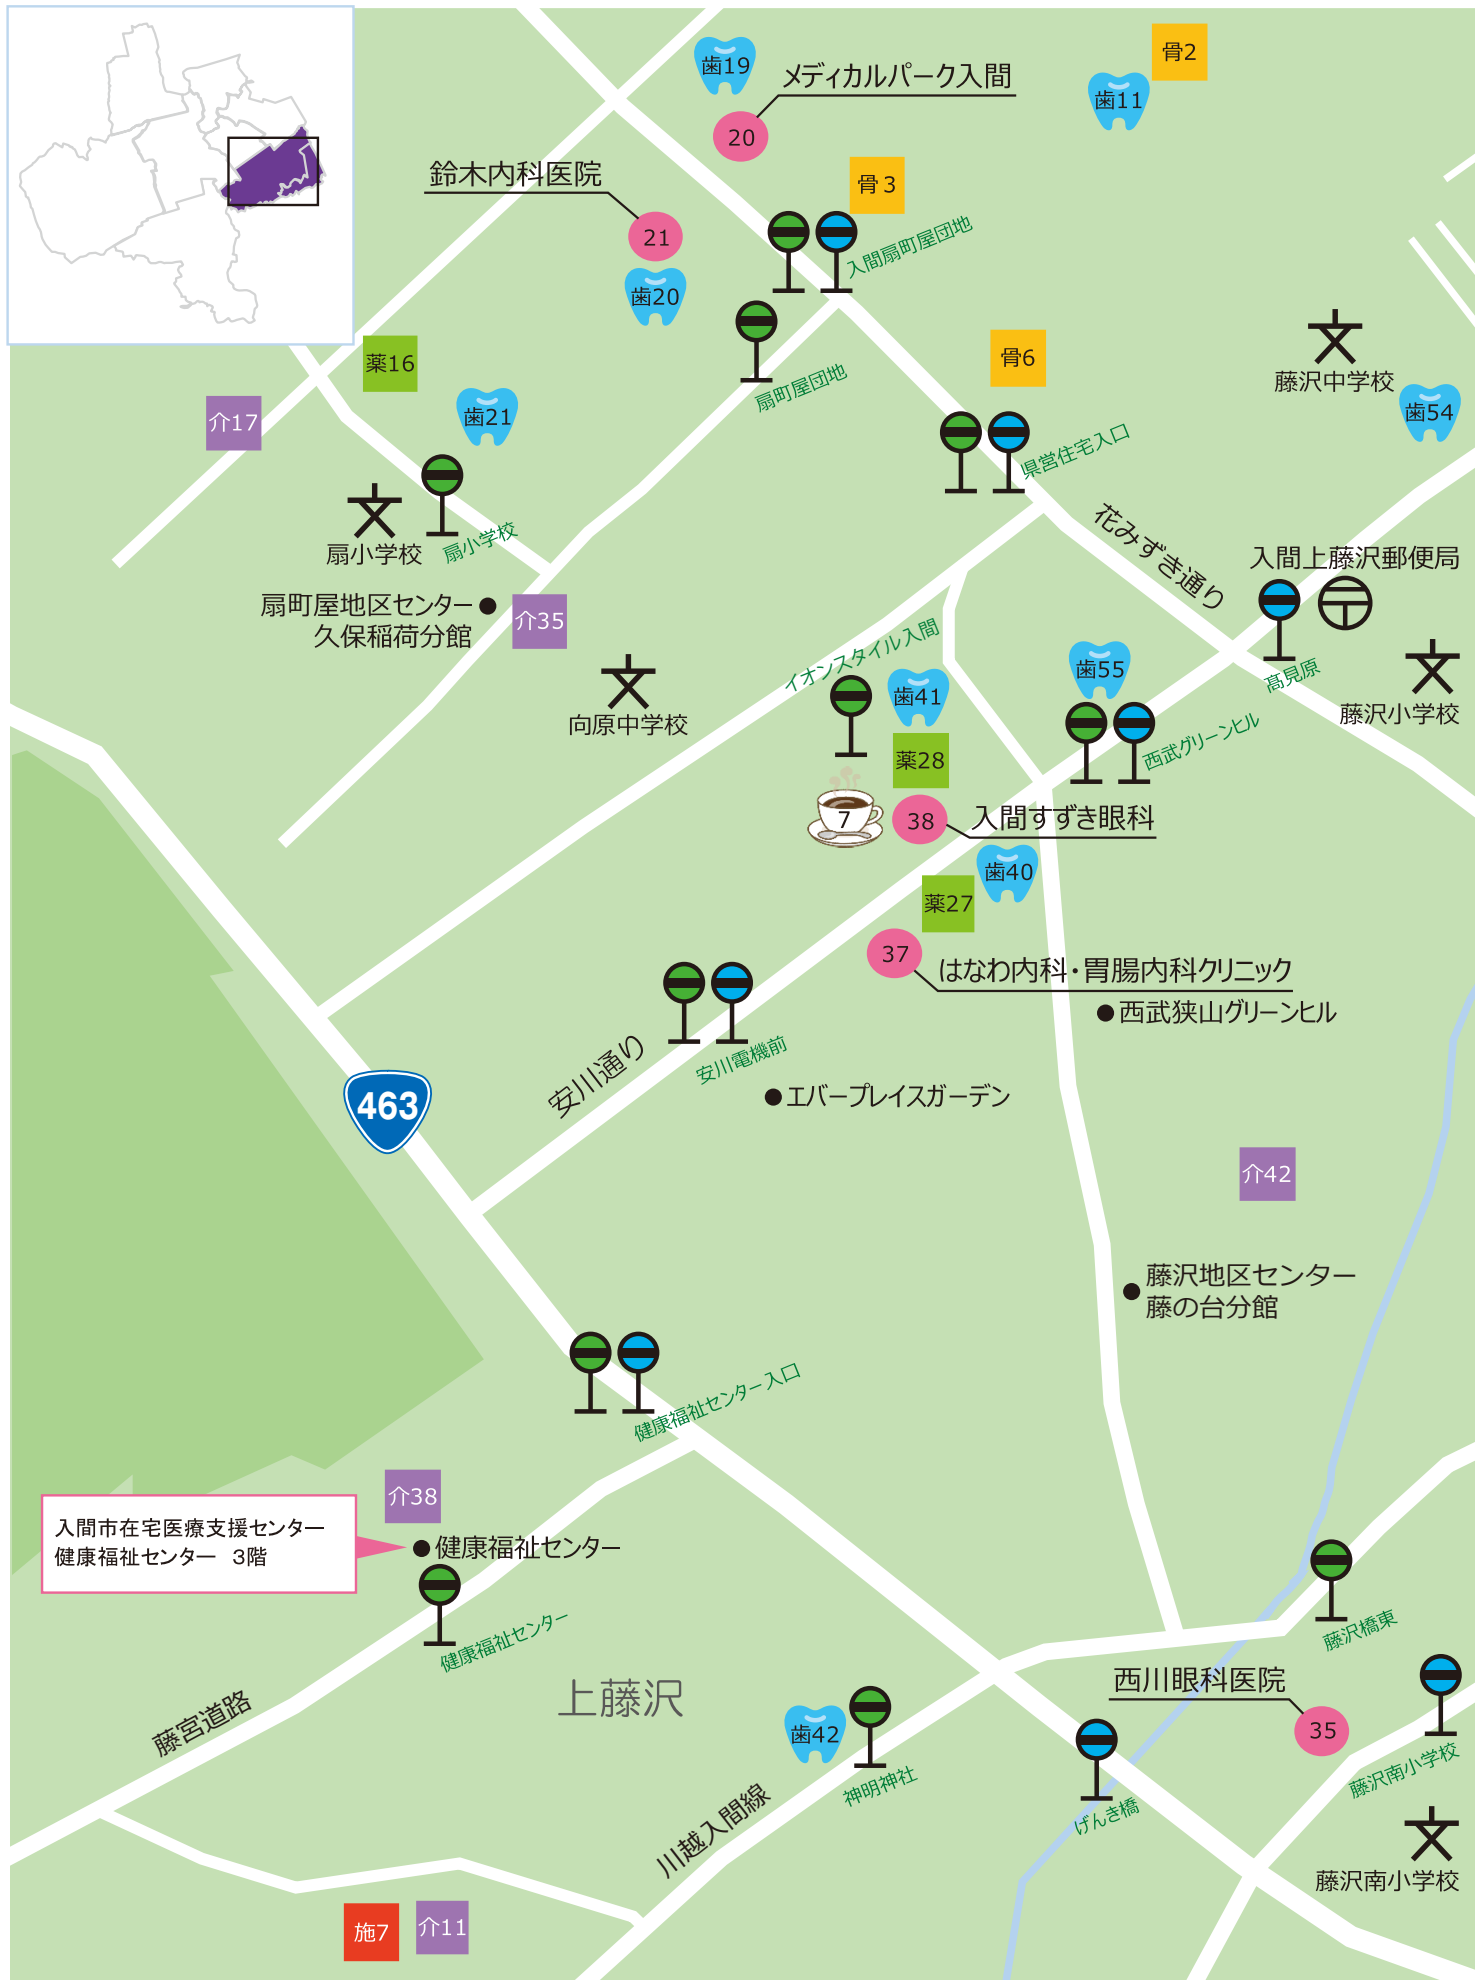 歯19
メディカルパーク入間
骨2
歯11
20
鈴木内科医院
骨3
21
入間扇町屋団地
歯20
薬16
扇町屋団地
骨6
藤沢中学校
介17
歯21
歯54
県営住宅入口
扇小学校
扇小学校
花みずき通り
入間上藤沢郵便局
扇町屋地区センター
久保稲荷分館
介35
イオンスタイル入間
歯55
髙見原
向原中学校
歯41
藤沢小学校
西武グリーンヒル
薬28
7
38
入間すずき眼科
歯40
薬27
37
はなわ内科・胃腸内科クリニック
西武狭山グリーンヒル
安川通り
安川電機前
463
エバープレイスガーデン
介42
藤沢地区センター
藤の台分館
健康福祉センター入口
介38
入間市在宅医療支援センター
健康福祉センター 3階
健康福祉センター
健康福祉センター
藤沢橋東
上藤沢
西川眼科医院
藤宮道路
歯42
35
神明神社
藤沢南小学校
げんき橋
川越入間線
藤沢南小学校
施7
介11